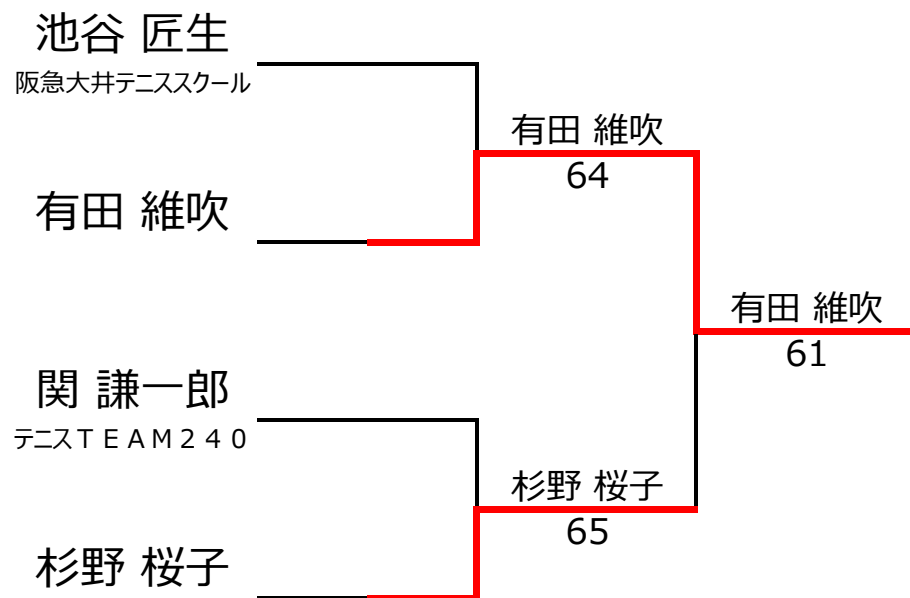 池谷 匠生
阪急大井テニススクール
有田 維吹
64
有田 維吹
有田 維吹
61
関 謙一郎
テニスＴＥＡＭ２４０
杉野 桜子
65
杉野 桜子